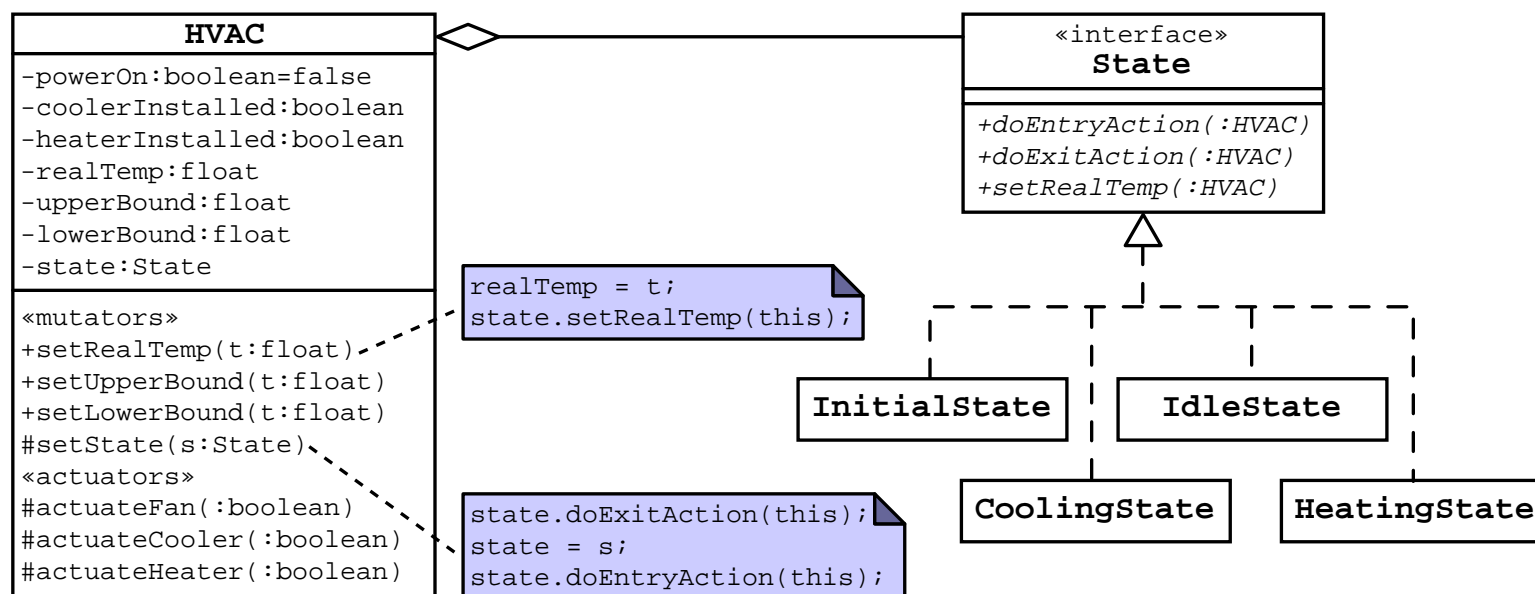 HVAC
-powerOn:boolean=false
-coolerInstalled:boolean
-heaterInstalled:boolean
-realTemp:float
-upperBound:float
-lowerBound:float
-state:State
«mutators»
+setRealTemp(t:float)
+setUpperBound(t:float)
+setLowerBound(t:float)
#setState(s:State)
«actuators»
#actuateFan(:boolean)
#actuateCooler(:boolean)
#actuateHeater(:boolean)
realTemp = t;
state.setRealTemp(this);
state.doExitAction(this);
state = s;
state.doEntryAction(this);
«interface»
State
+doEntryAction(:HVAC)
+doExitAction(:HVAC)
+setRealTemp(:HVAC)
InitialState
IdleState
CoolingState
HeatingState